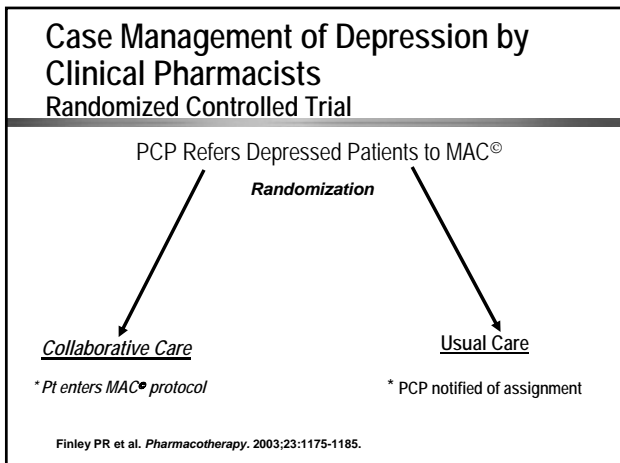 Case Management of Depression by
Clinical Pharmacists
Randomized Controlled Trial
PCP Refers Depressed Patients to MAC©
Randomization
Collaborative Care
Usual Care
* Pt enters MAC© protocol
* PCP notified of assignment
Finley PR et al. Pharmacotherapy. 2003;23:1175-1185.